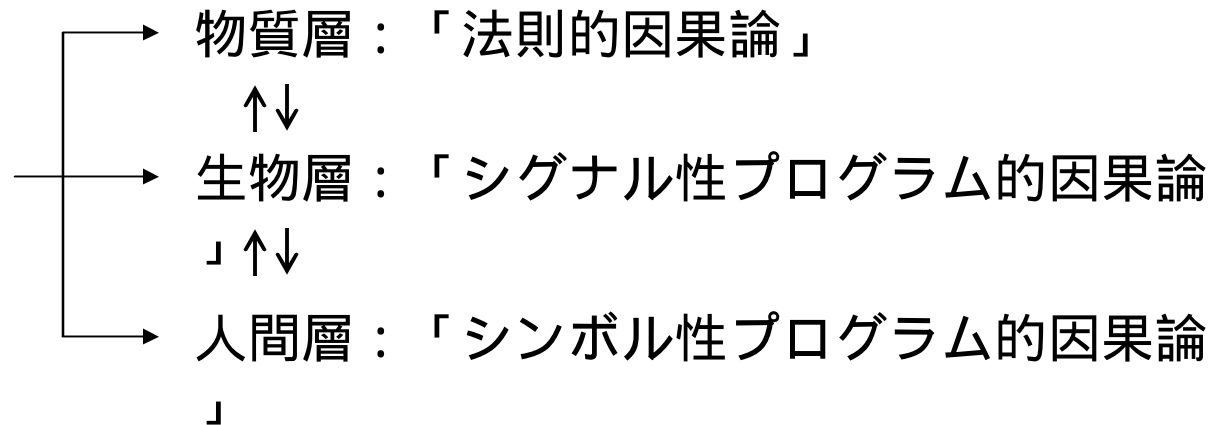 物質層：「法則的因果論」
↑↓
生物層：「シグナル性プログラム的因果論
」↑↓
人間層：「シンボル性プログラム的因果論
」